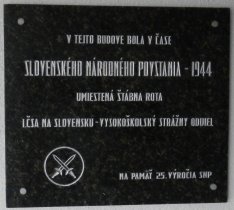 V TEJTO BUDOVE BOLA V ČASE
SLOVENSKÉHO NÁRODNÉHO POVSTANIA - 1944
UMIESTENÁ ŠTÁBNA ROTA
1.ČSA NA SLOVENSKU - VYSOKOŠKOLSKÝ STRÁŽNY ODDIEL
NA PAMÄŤ 25. VÝROČIA SNP